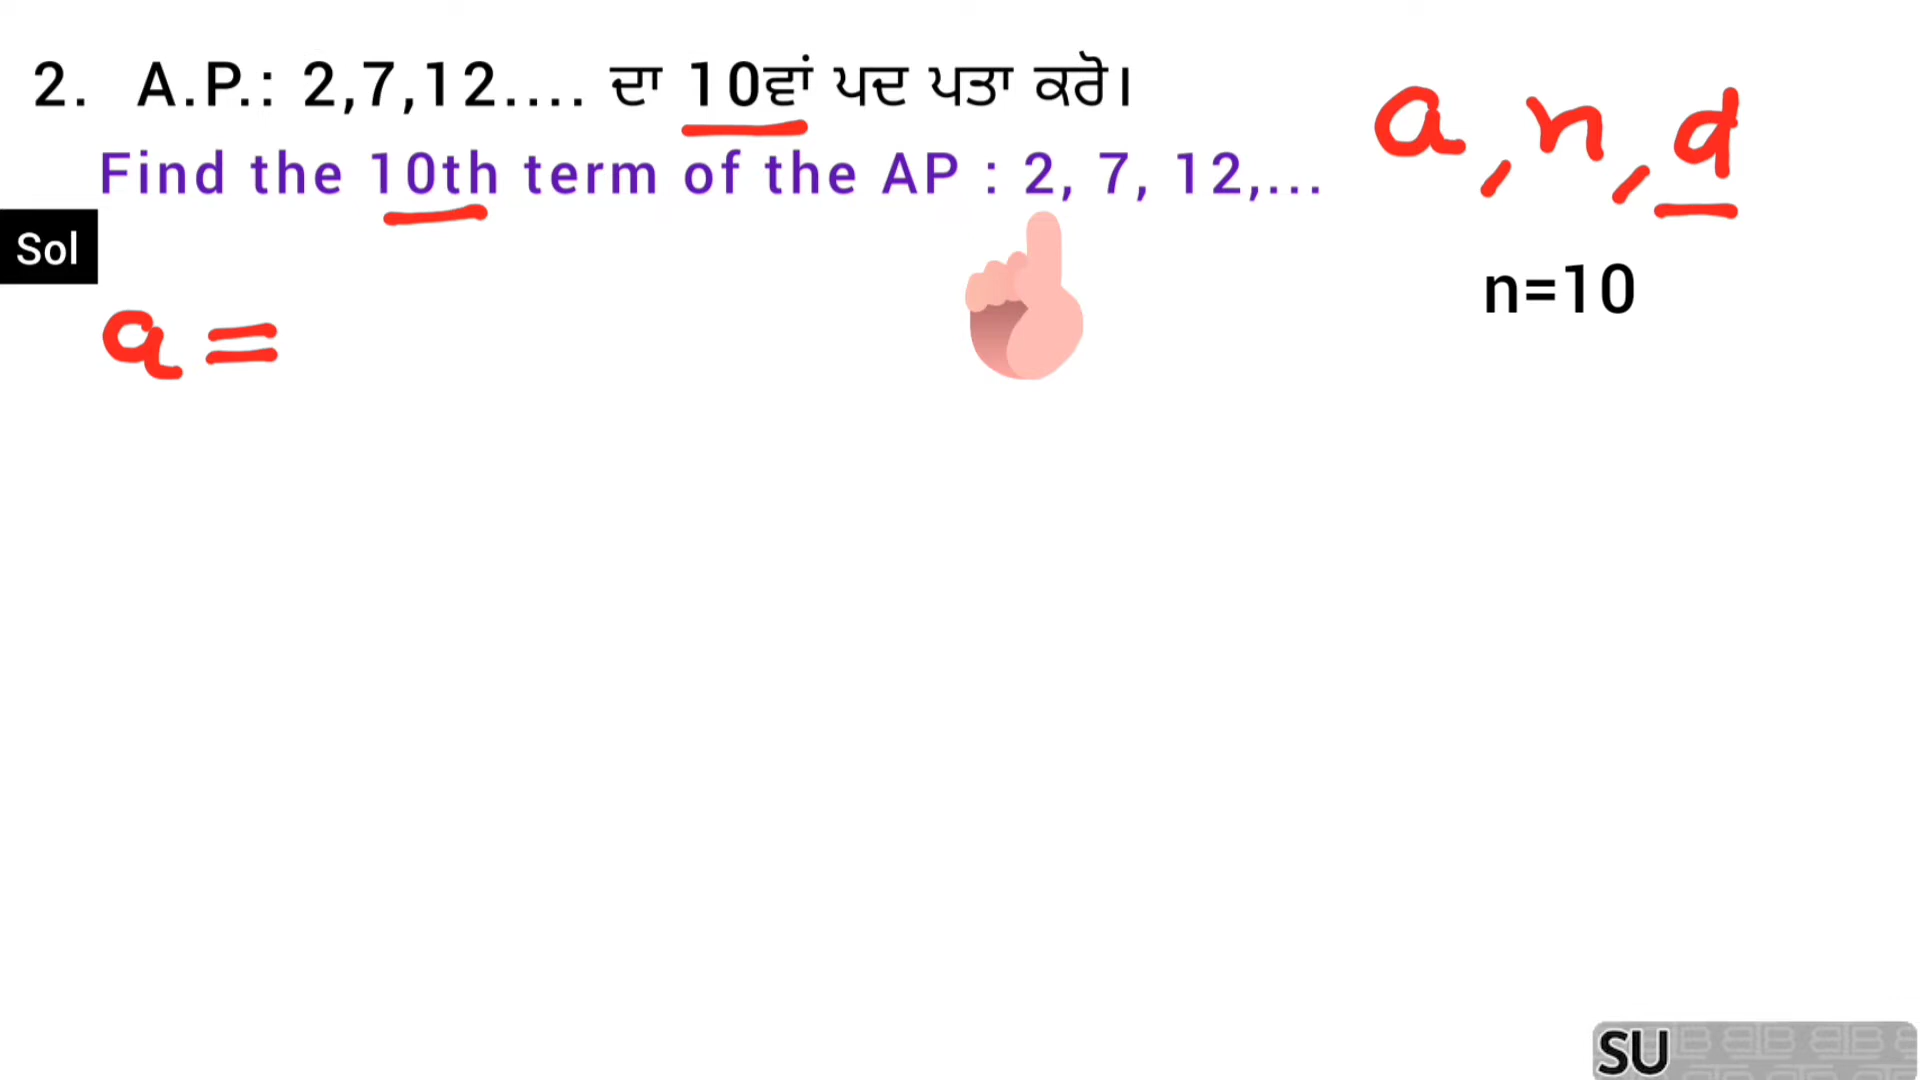 2. A.P.: 2,7,12.... ਦਾ 10ਵਾਂ ਪਦ ਪਤਾ ਕਰੋ।
a, n, d
Find the 10th term of the AP : 2, 7, 12,...
Sol
n=10
a =
SU